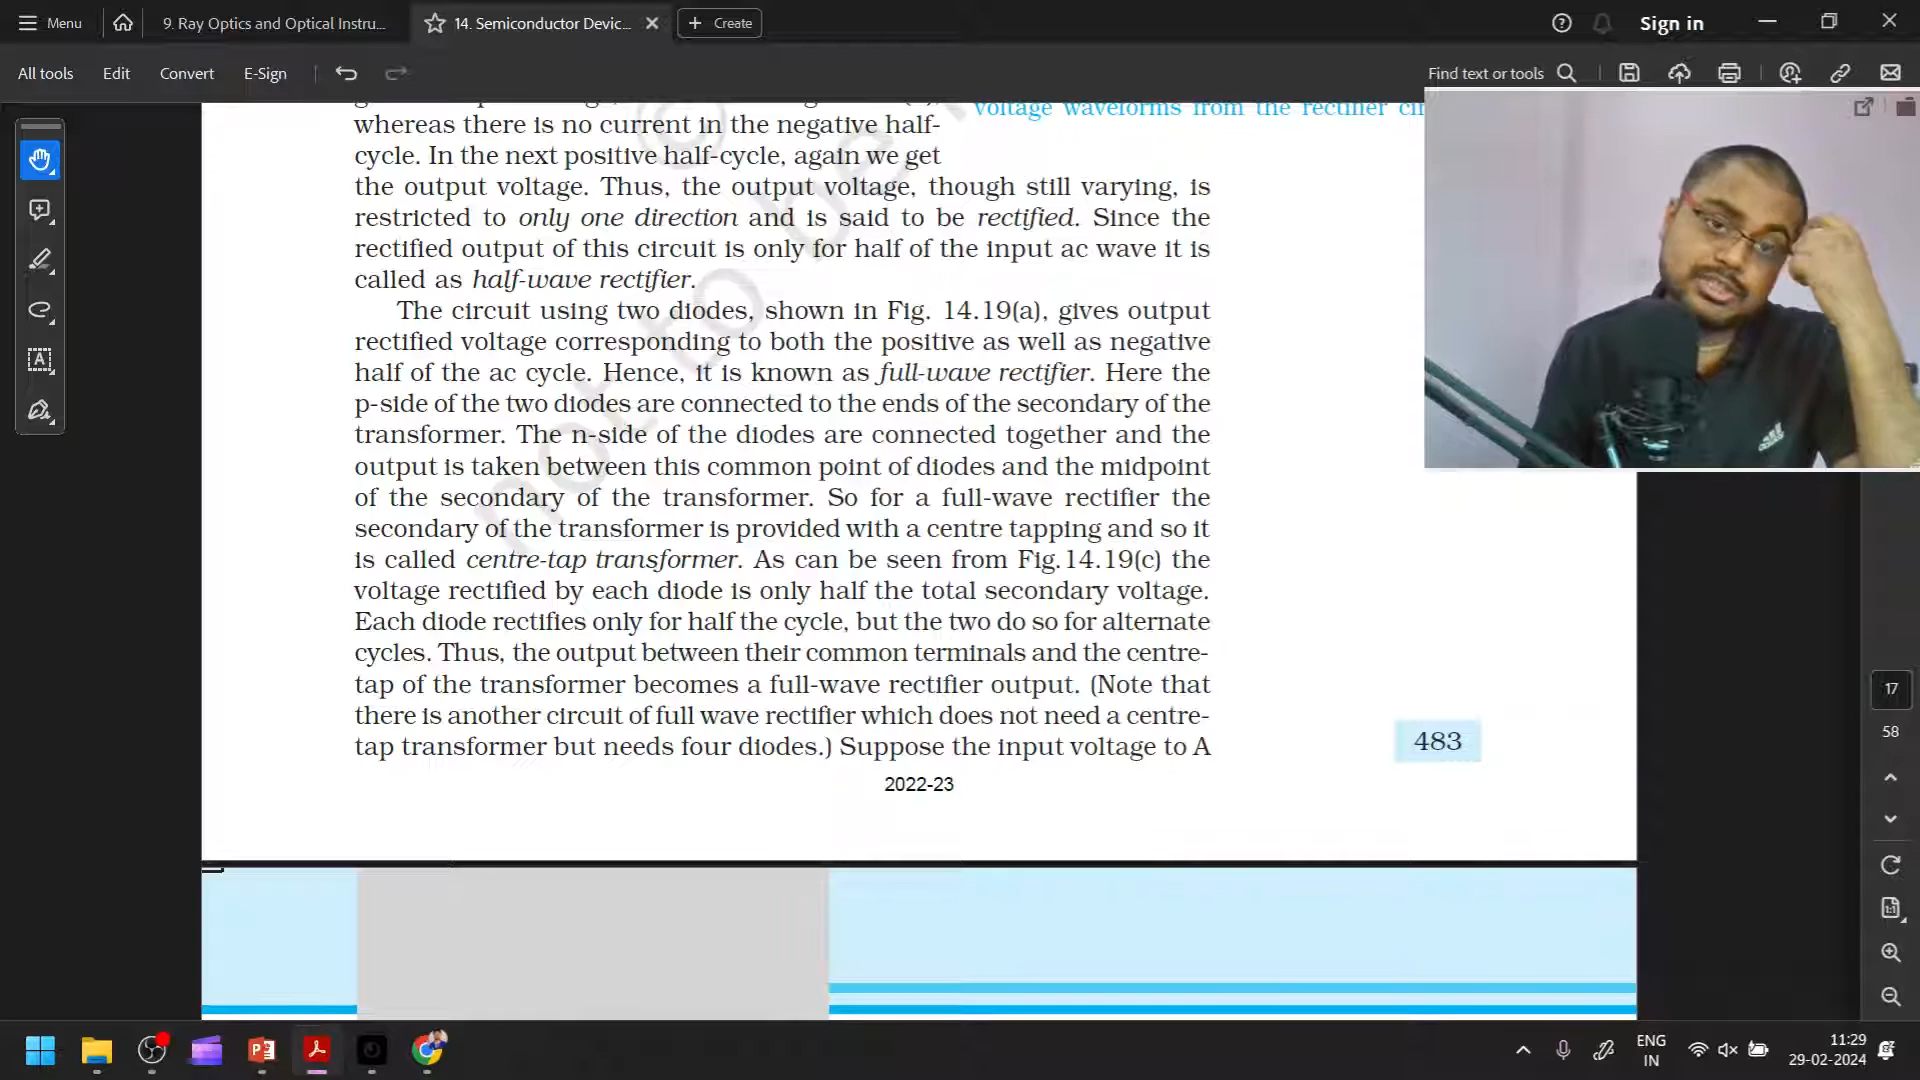 Menu
9. Ray Optics and Optical Instru...
14. Semiconductor Devic...
Create
Sign in
All tools
Edit
Convert
E-Sign
Find text or tools
voltage waveforms from the rectifier
whereas there is no current in the negative half-
cycle. In the next positive half-cycle, again we get
the output voltage. Thus, the output voltage, though still varying, is
restricted to only one direction and is said to be rectified. Since the
rectified output of this circuit is only for half of the input ac wave it is
called as half-wave rectifier.
The circuit using two diodes, shown in Fig. 14.19(a), gives output
rectified voltage corresponding to both the positive as well as negative
half of the ac cycle. Hence, it is known as full-wave rectifier. Here the
p-side of the two diodes are connected to the ends of the secondary of the
transformer. The n-side of the diodes are connected together and the
output is taken between this common point of diodes and the midpoint
of the secondary of the transformer. So for a full-wave rectifier the
secondary of the transformer is provided with a centre tapping and so it
is called centre-tap transformer. As can be seen from Fig.14.19(c) the
voltage rectified by each diode is only half the total secondary voltage.
Each diode rectifies only for half the cycle, but the two do so for alternate
cycles. Thus, the output between their common terminals and the centre-
tap of the transformer becomes a full-wave rectifier output. (Note that
there is another circuit of full wave rectifier which does not need a centre-
tap transformer but needs four diodes.) Suppose the input voltage to A
©
not to be
483
2022-23
17
58
adidas
ENG
IN
11:29
29-02-2024